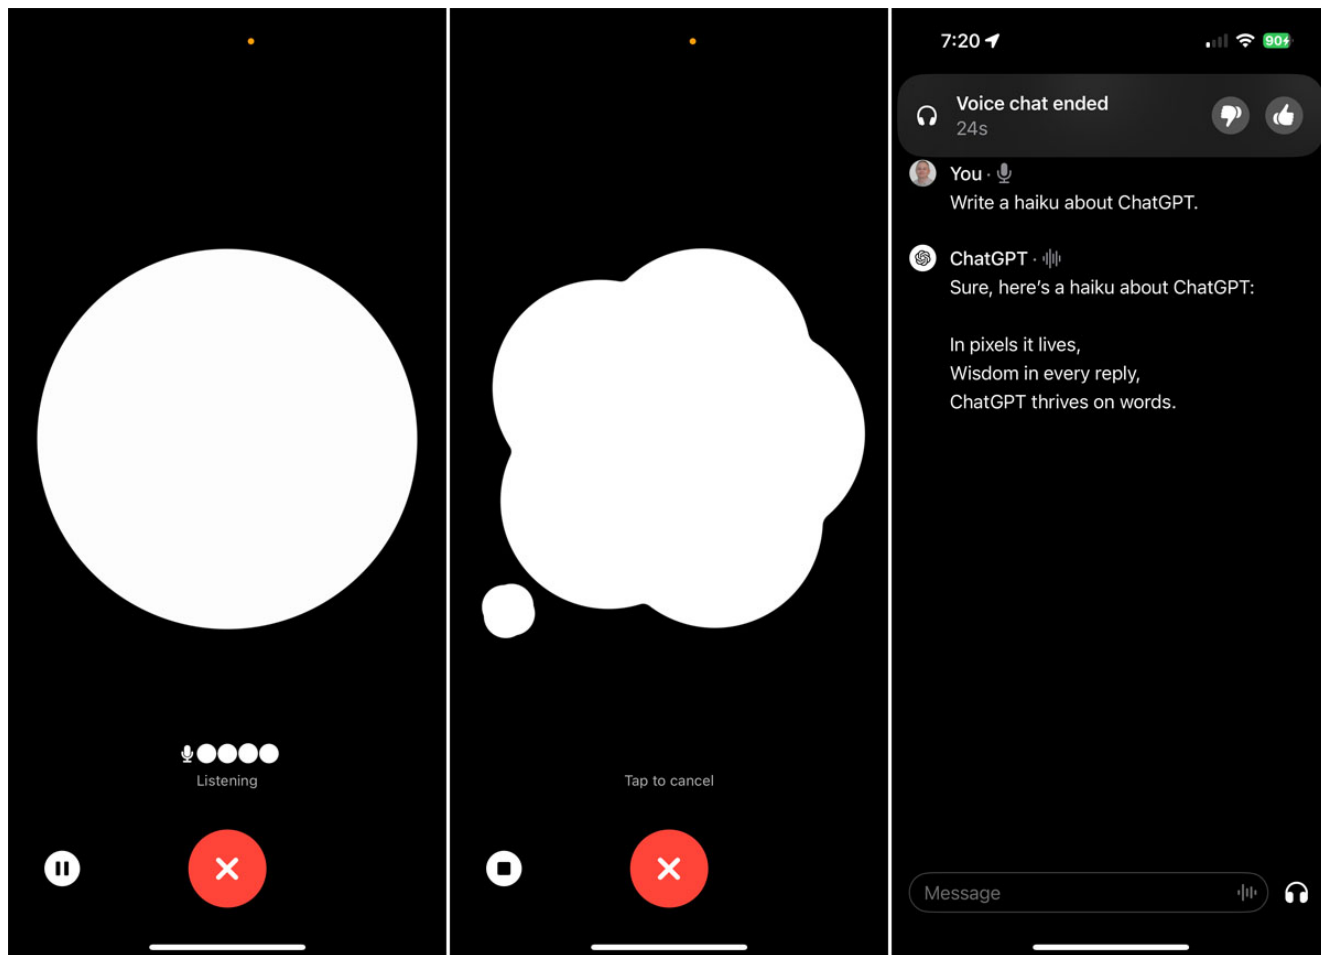 Listening
Tap to cancel
7:20
90
Voice chat ended
24s
You ·
Write a haiku about ChatGPT.
ChatGPT ·
Sure, here's a haiku about ChatGPT:
In pixels it lives,
Wisdom in every reply,
ChatGPT thrives on words.
Message